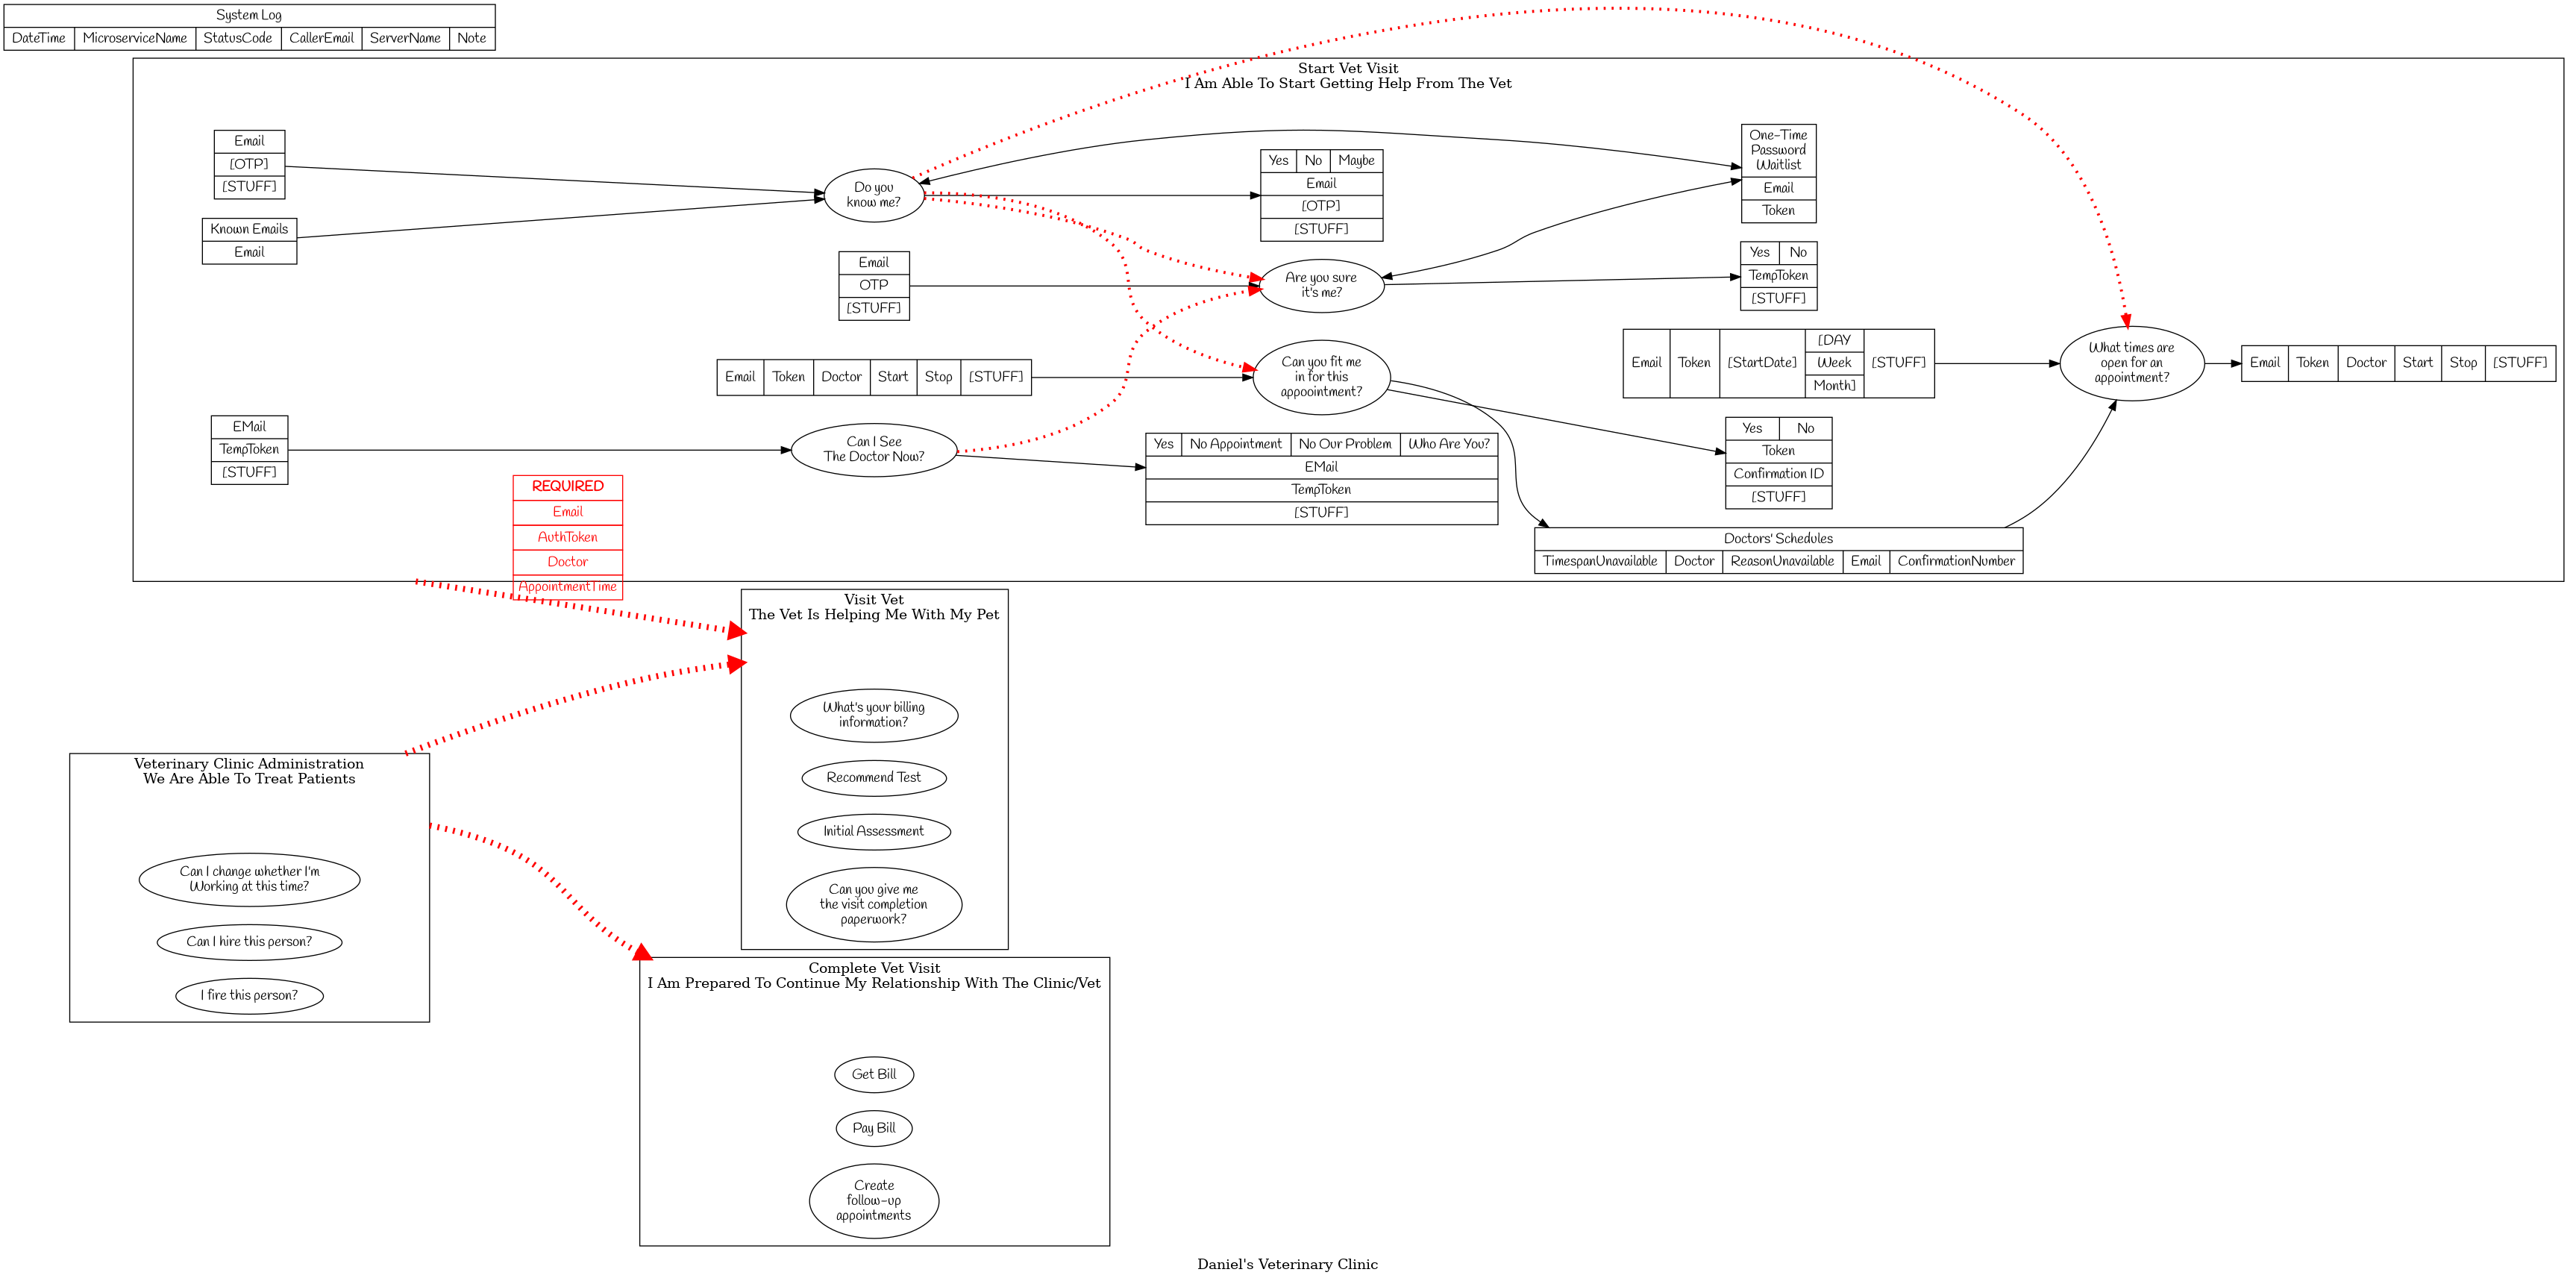 System Log
DateTime MicroserviceName StatusCode CallerEmail ServerName Note
Start Vet Visit
I Am Able To Start Getting Help From The Vet
Email
[OTP]
[STUFF]
Known Emails
Email
Do you
know me?
Yes No Maybe
Email
[OTP]
[STUFF]
One-Time
Password
Waitlist
Email
Token
Email
OTP
[STUFF]
Are you sure
it's me?
Yes No
TempToken
[STUFF]
Email Token Doctor Start Stop [STUFF]
Can you fit me
in for this
appoointment?
Email Token [StartDate] [DAY
Week
Month] [STUFF]
What times are
open for an
appointment?
Email Token Doctor Start Stop [STUFF]
EMail
TempToken
[STUFF]
Can I See
The Doctor Now?
Yes No Appointment No Our Problem Who Are You?
EMail
TempToken
[STUFF]
Yes No
Token
Confirmation ID
[STUFF]
Doctors' Schedules
TimespanUnavailable Doctor ReasonUnavailable Email ConfirmationNumber
REQUIRED
Email
AuthToken
Doctor
AppointmentTime
Visit Vet
The Vet Is Helping Me With My Pet
What's your billing
information?
Recommend Test
Initial Assessment
Can you give me
the visit completion
paperwork?
Veterinary Clinic Administration
We Are Able To Treat Patients
Can I change whether I'm
Working at this time?
Can I hire this person?
I fire this person?
Complete Vet Visit
I Am Prepared To Continue My Relationship With The Clinic/Vet
Get Bill
Pay Bill
Create
follow-up
appointments
Daniel's Veterinary Clinic